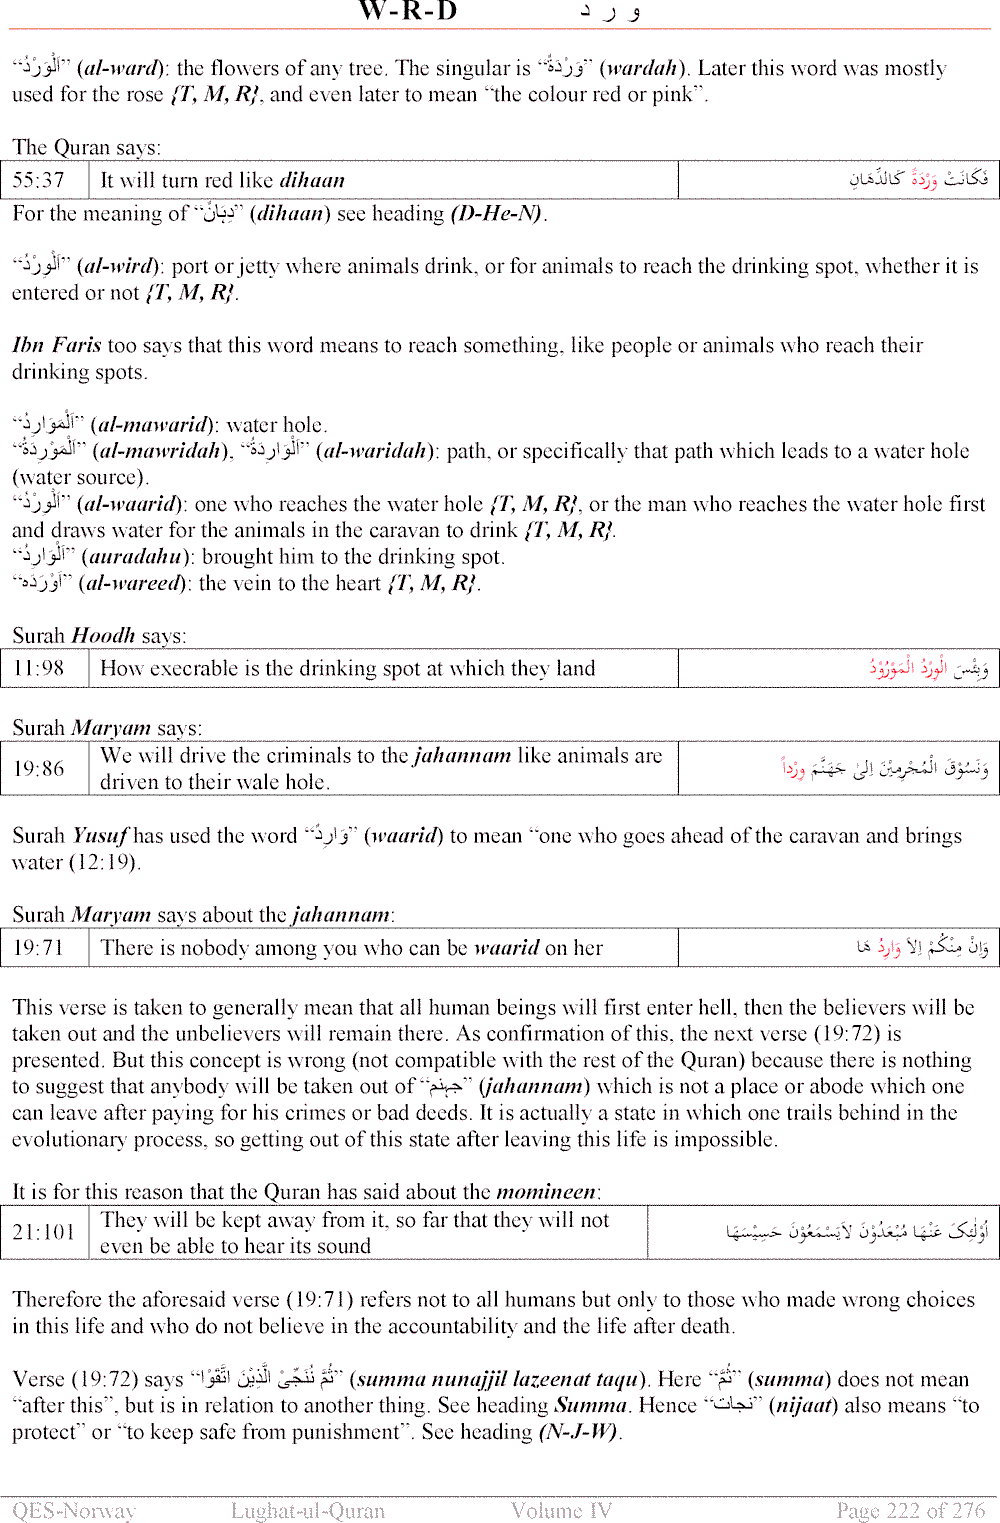 W-R-D و ر د
“اَلْوَرْدُ” (al-ward): the flowers of any tree. The singular is “وَرْدَةٌ” (wardah). Later this word was mostly
used for the rose {T, M, R}, and even later to mean “the colour red or pink”.
The Quran says:
55:37 It will turn red like dihaan فَكَانَتْ وَرْدَةً كَالدِّهَانِ
For the meaning of “دِہَانٌ” (dihaan) see heading (D-He-N).
“اَلْوِرْدُ” (al-wird): port or jetty where animals drink, or for animals to reach the drinking spot, whether it is
entered or not {T, M, R}.
Ibn Faris too says that this word means to reach something, like people or animals who reach their
drinking spots.
“اَلْمَوَارِدُ” (al-mawarid): water hole.
“اَلْمَوْرِدَةُ” (al-mawridah), “اَلْوَارِدَةُ” (al-waridah): path, or specifically that path which leads to a water hole
(water source).
“اَلْوِرْدُ” (al-waarid): one who reaches the water hole {T, M, R}, or the man who reaches the water hole first
and draws water for the animals in the caravan to drink {T, M, R}.
“اَلْوَارِدُ” (auradahu): brought him to the drinking spot.
“اَوْرَدَہ” (al-wareed): the vein to the heart {T, M, R}.
Surah Hoodh says:
11:98 How execrable is the drinking spot at which they land وَبِئْسَ الْوِرْدُ الْمَوْرُوْدُ
Surah Maryam says:
19:86 We will drive the criminals to the jahannam like animals are
driven to their wale hole. وَنَسُوْقَ الْمُجْرِمِيْنَ اِلیٰ جَهَنَّمَ وِرْداً
Surah Yusuf has used the word “وَارِدٌ” (waarid) to mean “one who goes ahead of the caravan and brings
water (12:19).
Surah Maryam says about the jahannam:
19:71 There is nobody among you who can be waarid on her وَاِنْ مِنْكُمْ اِلاَّ وَارِدُ هَا
This verse is taken to generally mean that all human beings will first enter hell, then the believers will be
taken out and the unbelievers will remain there. As confirmation of this, the next verse (19:72) is
presented. But this concept is wrong (not compatible with the rest of the Quran) because there is nothing
to suggest that anybody will be taken out of “جہنم” (jahannam) which is not a place or abode which one
can leave after paying for his crimes or bad deeds. It is actually a state in which one trails behind in the
evolutionary process, so getting out of this state after leaving this life is impossible.
It is for this reason that the Quran has said about the momineen:
21:101 They will be kept away from it, so far that they will not
even be able to hear its sound اُوْلٰئِکَ عَنْهَا مُبْعَدُوْنَ لاَيَسْمَعُوْنَ حَسِيْسَهَا
Therefore the aforesaid verse (19:71) refers not to all humans but only to those who made wrong choices
in this life and who do not believe in the accountability and the life after death.
Verse (19:72) says “ثُمَّ نُنَجِّیْ الَّذِيْنَ اتَّقَوْا” (summa nunajjil lazeenat taqu). Here “ثُمَّ” (summa) does not mean
“after this”, but is in relation to another thing. See heading Summa. Hence “نجات” (nijaat) also means “to
protect” or “to keep safe from punishment”. See heading (N-J-W).
QES-Norway Lughat-ul-Quran Volume IV Page 222 of 276